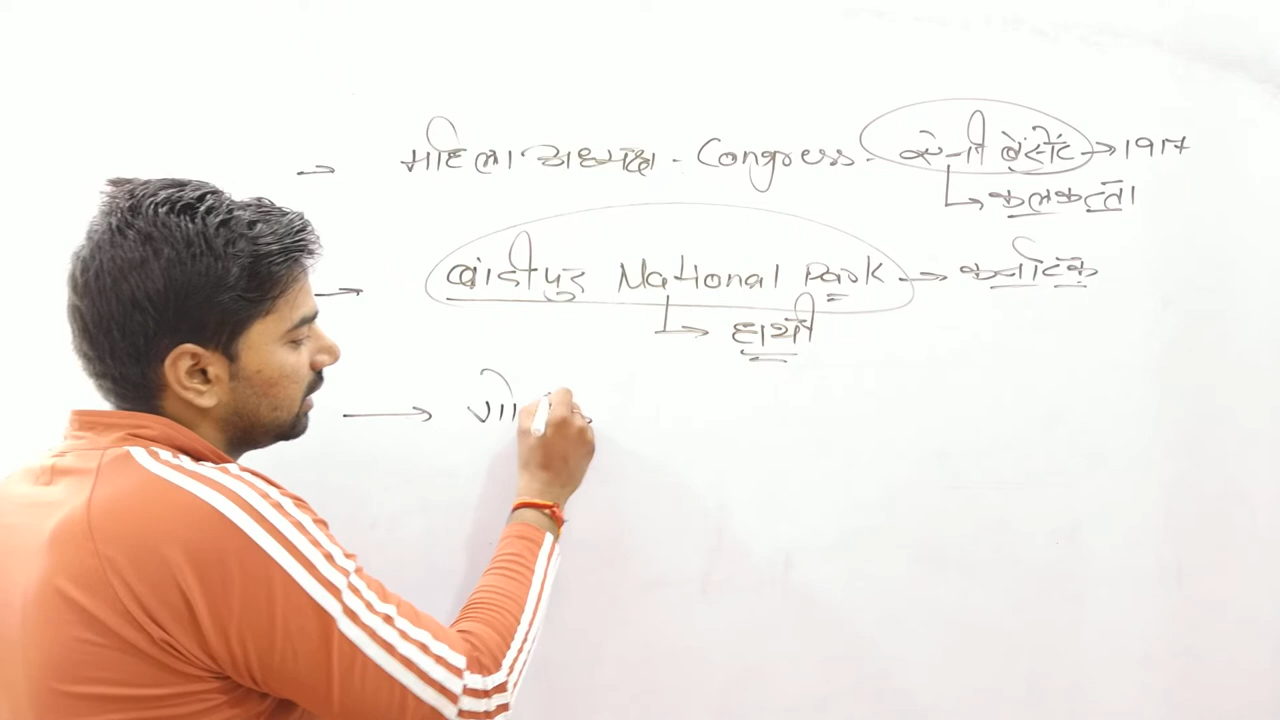 → महिला अध्यक्ष - Congress - एनी बेसेंट → 1917
↳ कलकत्ता
→ बांदीपुर National Park → कर्नाटक
↳ हाथी
→ गो